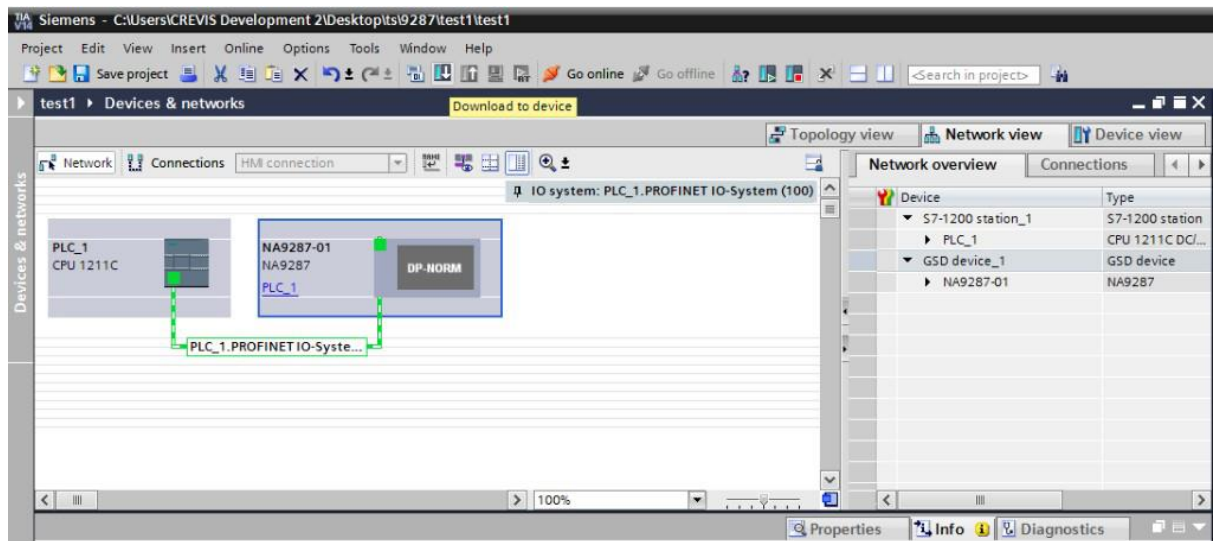 TIA V14 Siemens - C:\Users\CREVIS Development 2\Desktop\ts\9287\test1\test1
Project Edit View Insert Online Options Tools Window Help
Save project Go online Go offline <Search in project>
test1 Devices & networks
Download to device
Topology view Network view Device view
Network Connections HMI connection
Network overview Connections
IO system: PLC_1.PROFINET IO-System (100)
Device Type
S7-1200 station_1 S7-1200 station
PLC_1 CPU 1211C DC/...
GSD device_1 GSD device
NA9287-01 NA9287
PLC_1
CPU 1211C
NA9287-01
NA9287
PLC_1
DP-NORM
PLC_1.PROFINET IO-Syste...
Devices & networks
100%
Properties Info Diagnostics